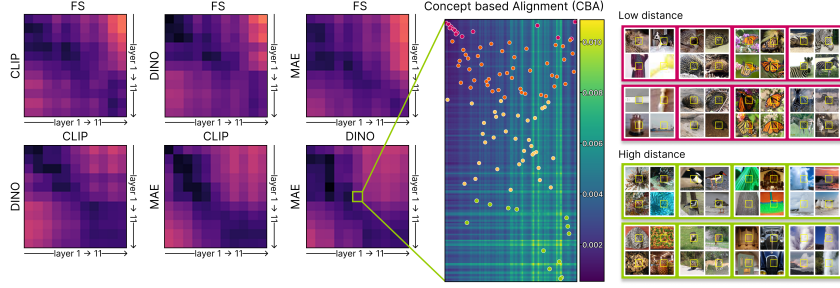 FS
FS
FS
Concept based Alignment (CBA)
Low distance
CLIP
layer 1 → 11
DINO
layer 1 → 11
MAE
layer 1 → 11
0.010
0.008
0.006
0.004
0.002
layer 1 → 11
layer 1 → 11
layer 1 → 11
CLIP
CLIP
DINO
High distance
DINO
layer 1 → 11
MAE
layer 1 → 11
MAE
layer 1 → 11
layer 1 → 11
layer 1 → 11
layer 1 → 11